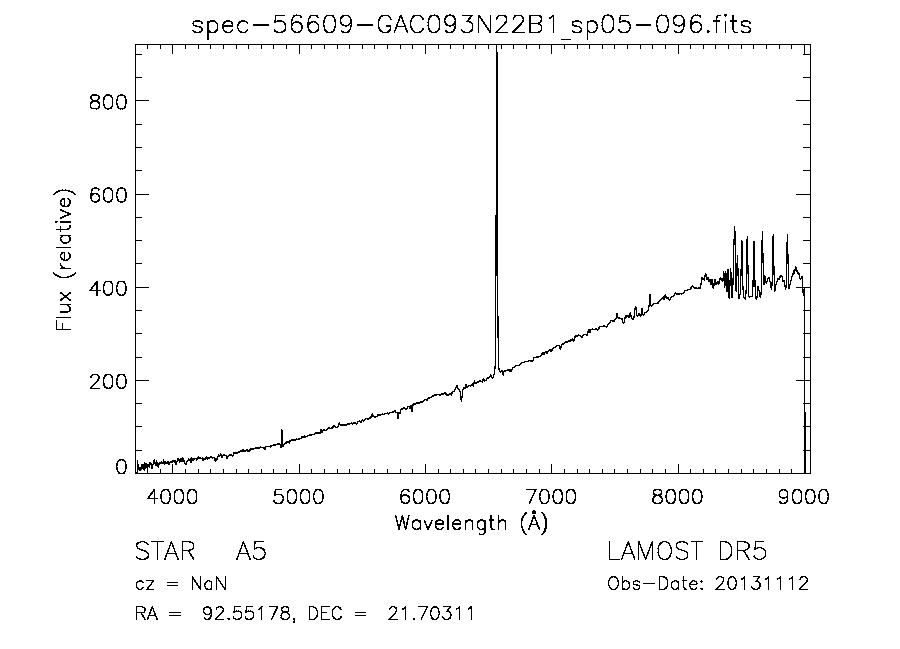 spec-56609-GAC093N22B1_sp05-096.fits
800
600
400
200
0
Flux (relative)
4000 5000 6000 7000 8000 9000
Wavelength (Å)
STAR A5 LAMOST DR5
cz = NaN Obs-Date: 20131112
RA = 92.55178, DEC = 21.70311